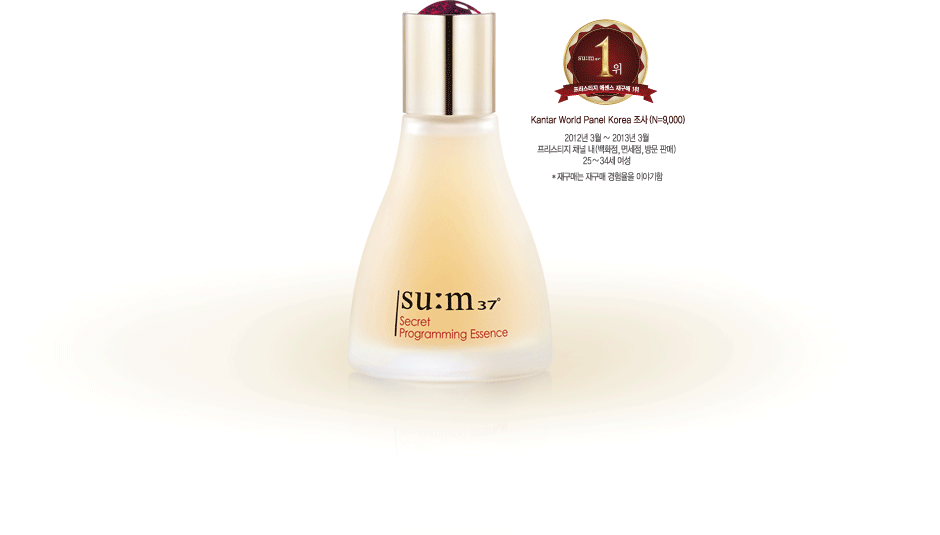 su:m37°
1위
프리스티지 에센스 재구매 1위
Kantar World Panel Korea 조사 (N=9,000)
2012년 3월 ~ 2013년 3월
프리스티지 채널 내(백화점, 면세점, 방문 판매)
25~34세 여성
* 재구매는 재구매 경험율을 이야기함
su:m 37°
Secret
Programming Essence